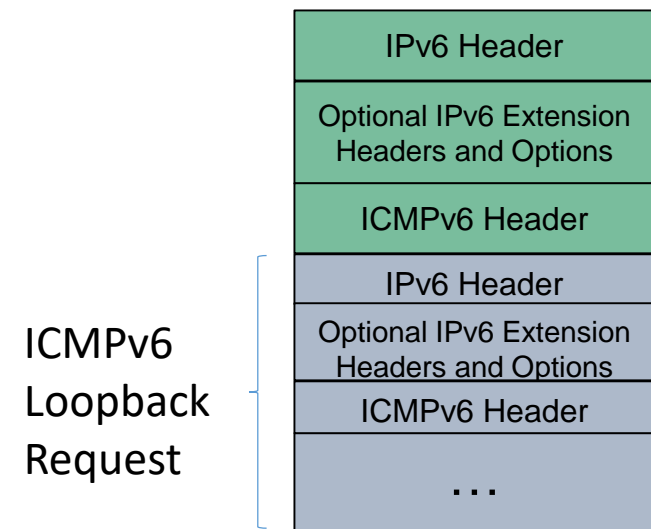 IPv6 Header
Optional IPv6 Extension
Headers and Options
ICMPv6 Header
IPv6 Header
Optional IPv6 Extension
Headers and Options
ICMPv6 Header
...
ICMPv6
Loopback
Request